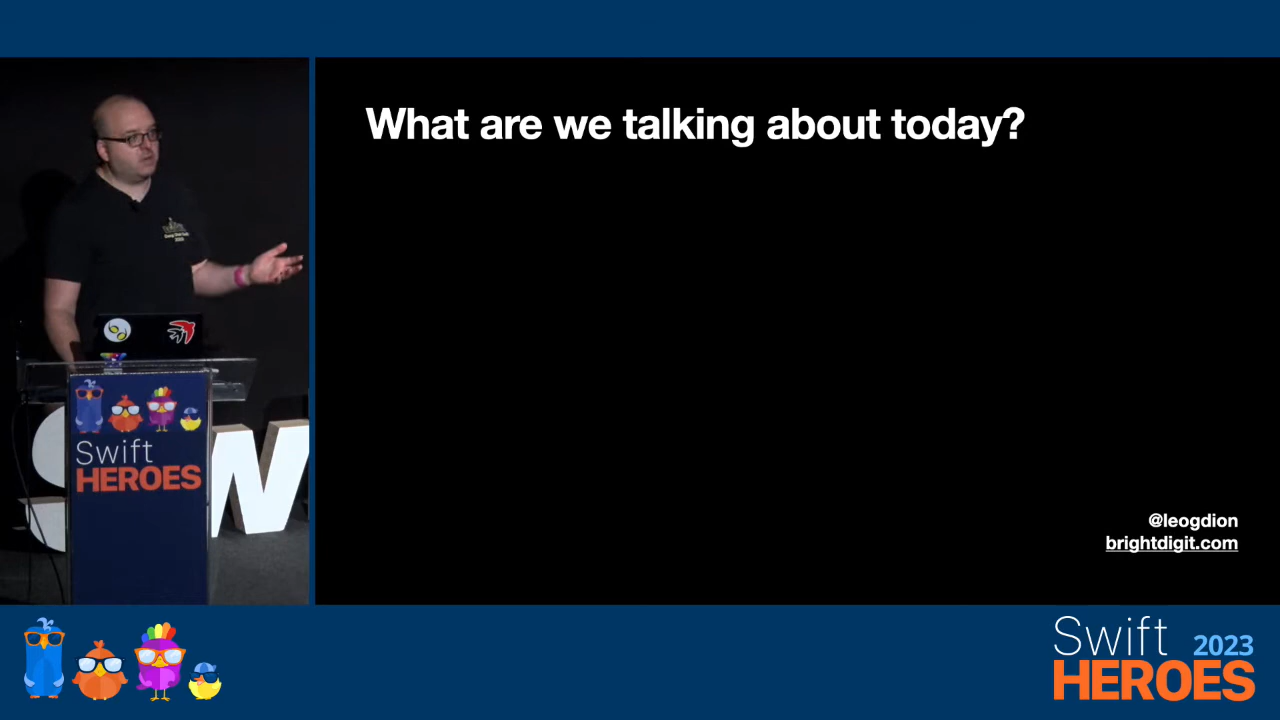 What are we talking about today?
@leogdion
brightdigit.com
Swift
HEROES
W
Swift 2023
HEROES